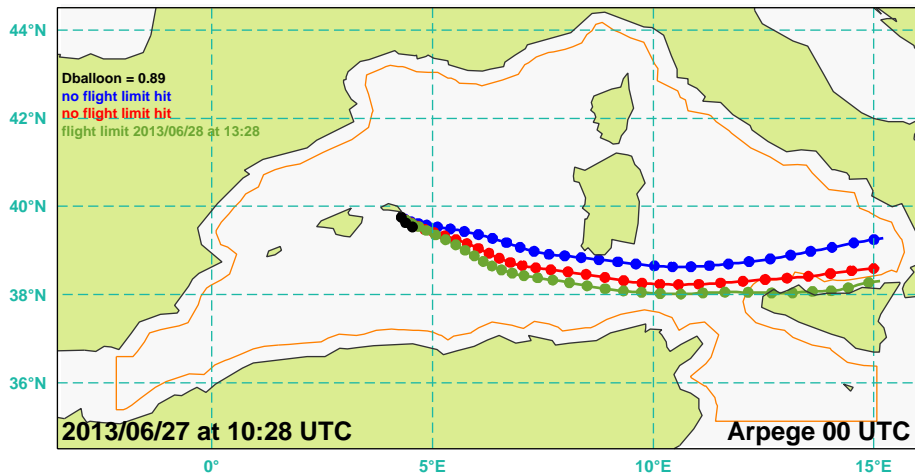 44°N
Dballoon = 0.89
no flight limit hit
no flight limit hit
flight limit 2013/06/28 at 13:28
42°N
40°N
38°N
36°N
2013/06/27 at 10:28 UTC
Arpege 00 UTC
0°
5°E
10°E
15°E